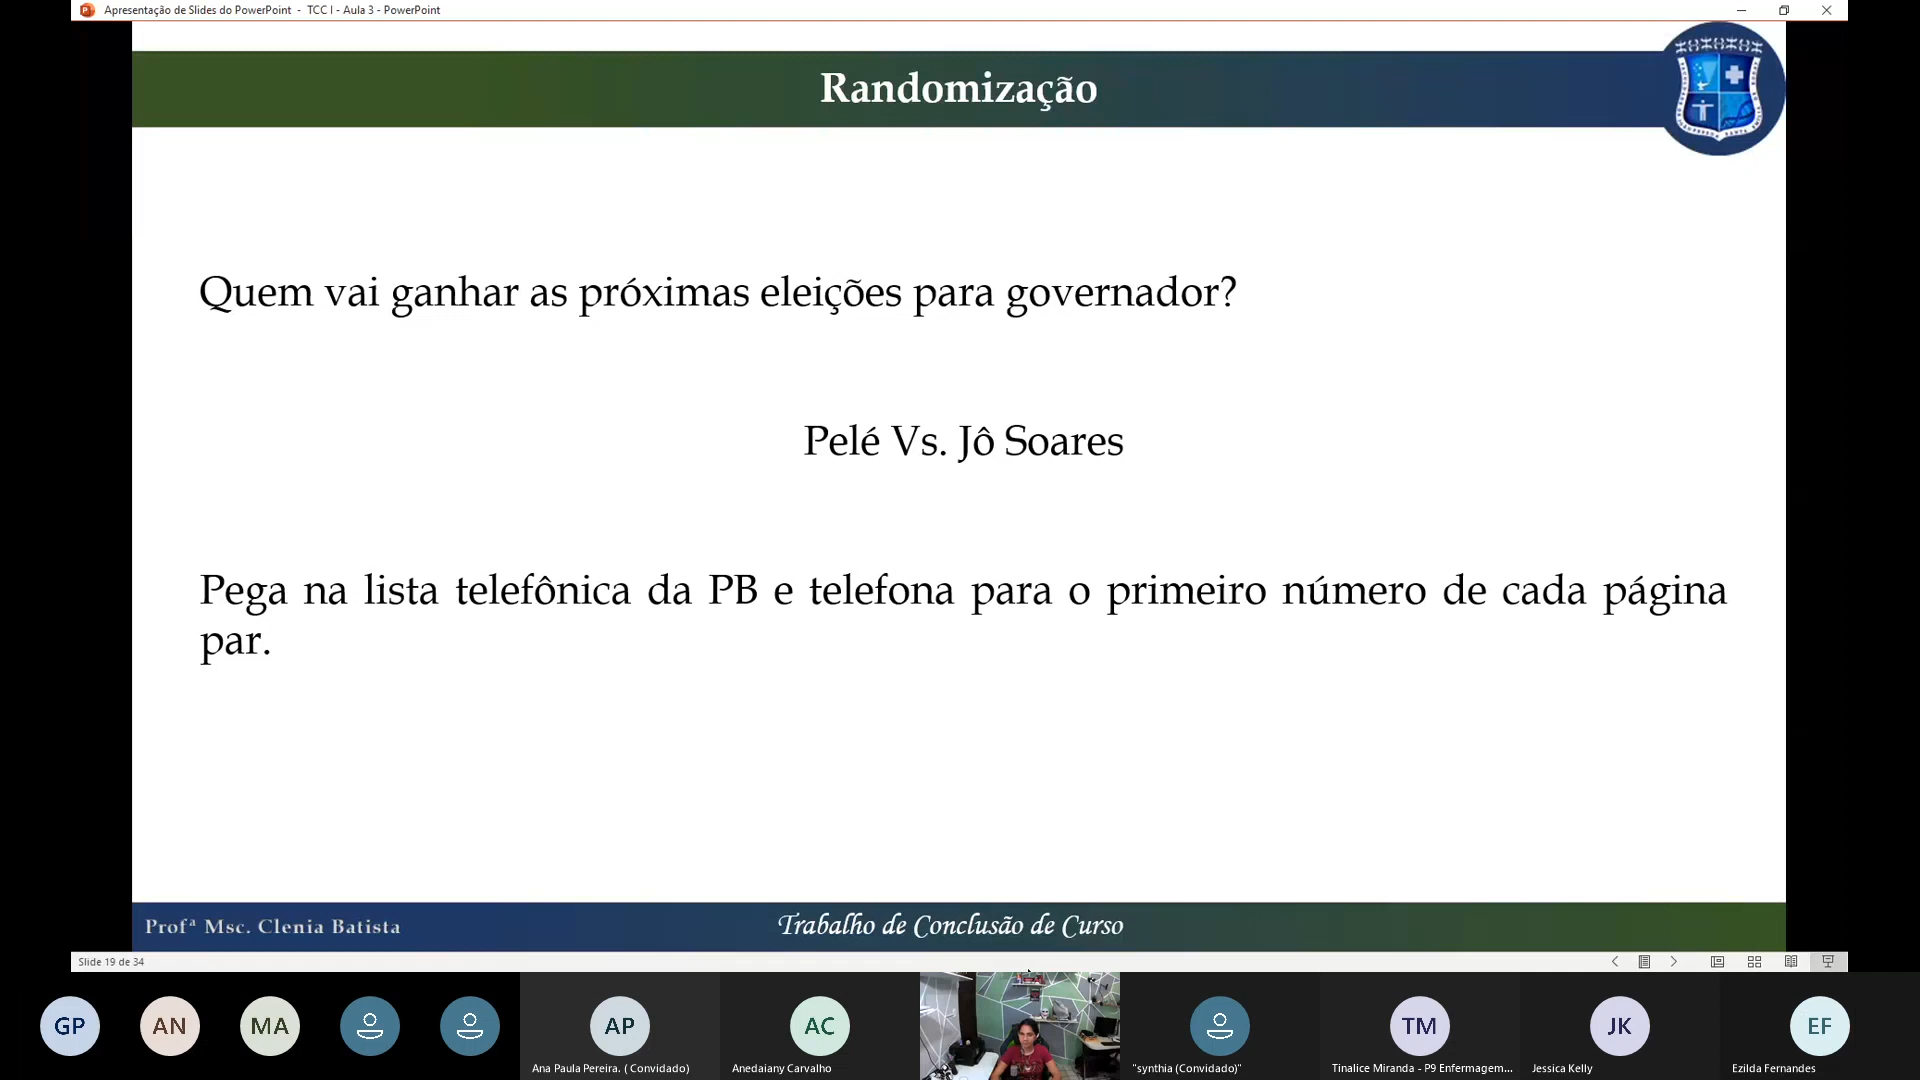 Apresentação de Slides do PowerPoint - TCC I - Aula 3 - PowerPoint
Randomização
Quem vai ganhar as próximas eleições para governador?
Pelé Vs. Jô Soares
Pega na lista telefônica da PB e telefona para o primeiro número de cada página
par.
Profª Msc. Clenia Batista
Trabalho de Conclusão de Curso
Slide 19 de 34
GP
AN
MA
AP
AC
TM
JK
EF
Ana Paula Pereira. ( Convidado)
Anedaiany Carvalho
"synthia (Convidado)"
Tinalice Miranda - P9 Enfermagem...
Jessica Kelly
Ezilda Fernandes